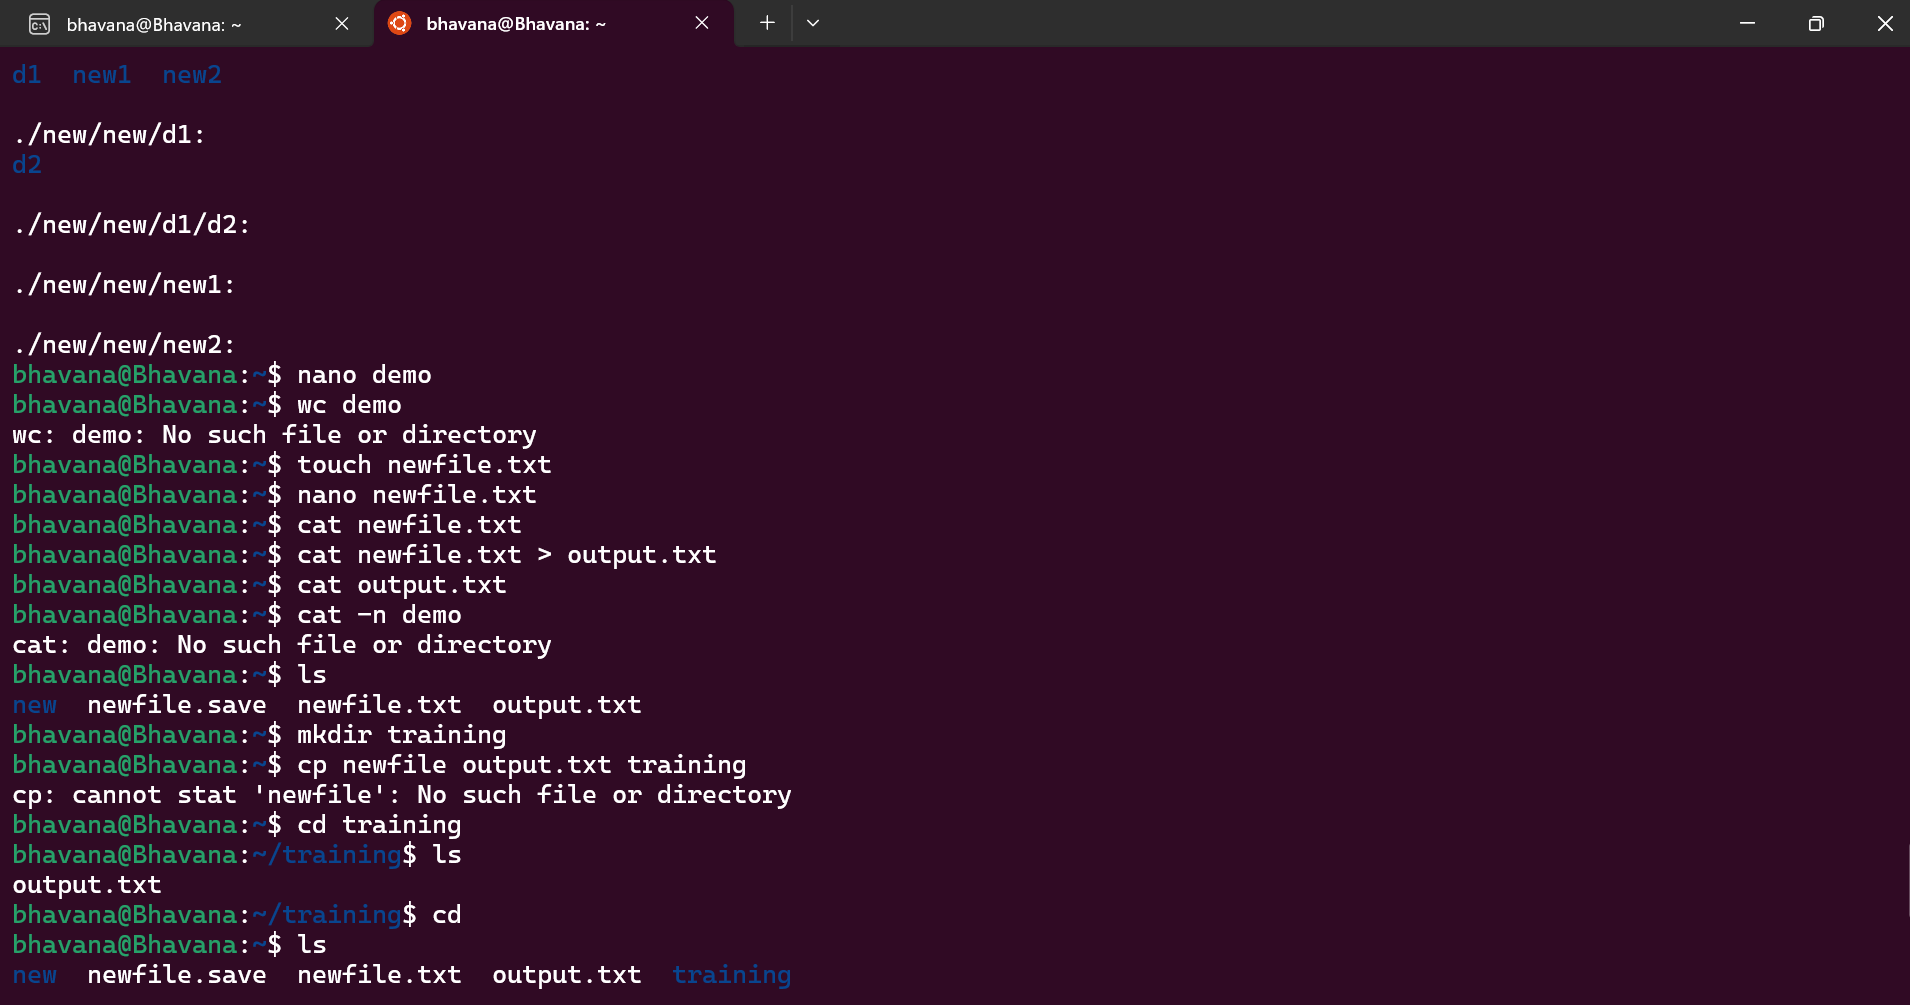 bhavana@Bhavana: ~
bhavana@Bhavana: ~
d1  new1  new2
./new/new/d1:
d2
./new/new/d1/d2:
./new/new/new1:
./new/new/new2:
bhavana@Bhavana:~$ nano demo
bhavana@Bhavana:~$ wc demo
wc: demo: No such file or directory
bhavana@Bhavana:~$ touch newfile.txt
bhavana@Bhavana:~$ nano newfile.txt
bhavana@Bhavana:~$ cat newfile.txt
bhavana@Bhavana:~$ cat newfile.txt > output.txt
bhavana@Bhavana:~$ cat output.txt
bhavana@Bhavana:~$ cat -n demo
cat: demo: No such file or directory
bhavana@Bhavana:~$ ls
new  newfile.save  newfile.txt  output.txt
bhavana@Bhavana:~$ mkdir training
bhavana@Bhavana:~$ cp newfile output.txt training
cp: cannot stat 'newfile': No such file or directory
bhavana@Bhavana:~$ cd training
bhavana@Bhavana:~/training$ ls
output.txt
bhavana@Bhavana:~/training$ cd
bhavana@Bhavana:~$ ls
new  newfile.save  newfile.txt  output.txt  training